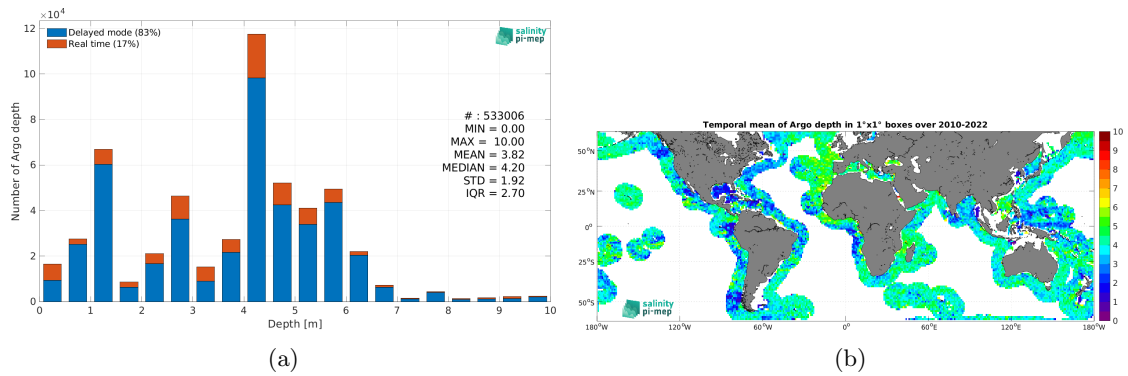 ×10⁴
12
10
8
6
4
2
0
Number of Argo depth
Delayed mode (83%)
Real time (17%)
salinity
pi-mep
# : 533006
MIN = 0.00
MAX = 10.00
MEAN = 3.82
MEDIAN = 4.20
STD = 1.92
IQR = 2.70
0 1 2 3 4 5 6 7 8 9 10
Depth [m]
(a)
Temporal mean of Argo depth in 1°x1° boxes over 2010-2022
50°N
25°N
0°
25°S
50°S
salinity
pi-mep
180°W 120°W 60°W 0° 60°E 120°E 180°W
10
9
8
7
6
5
4
3
2
1
0
(b)